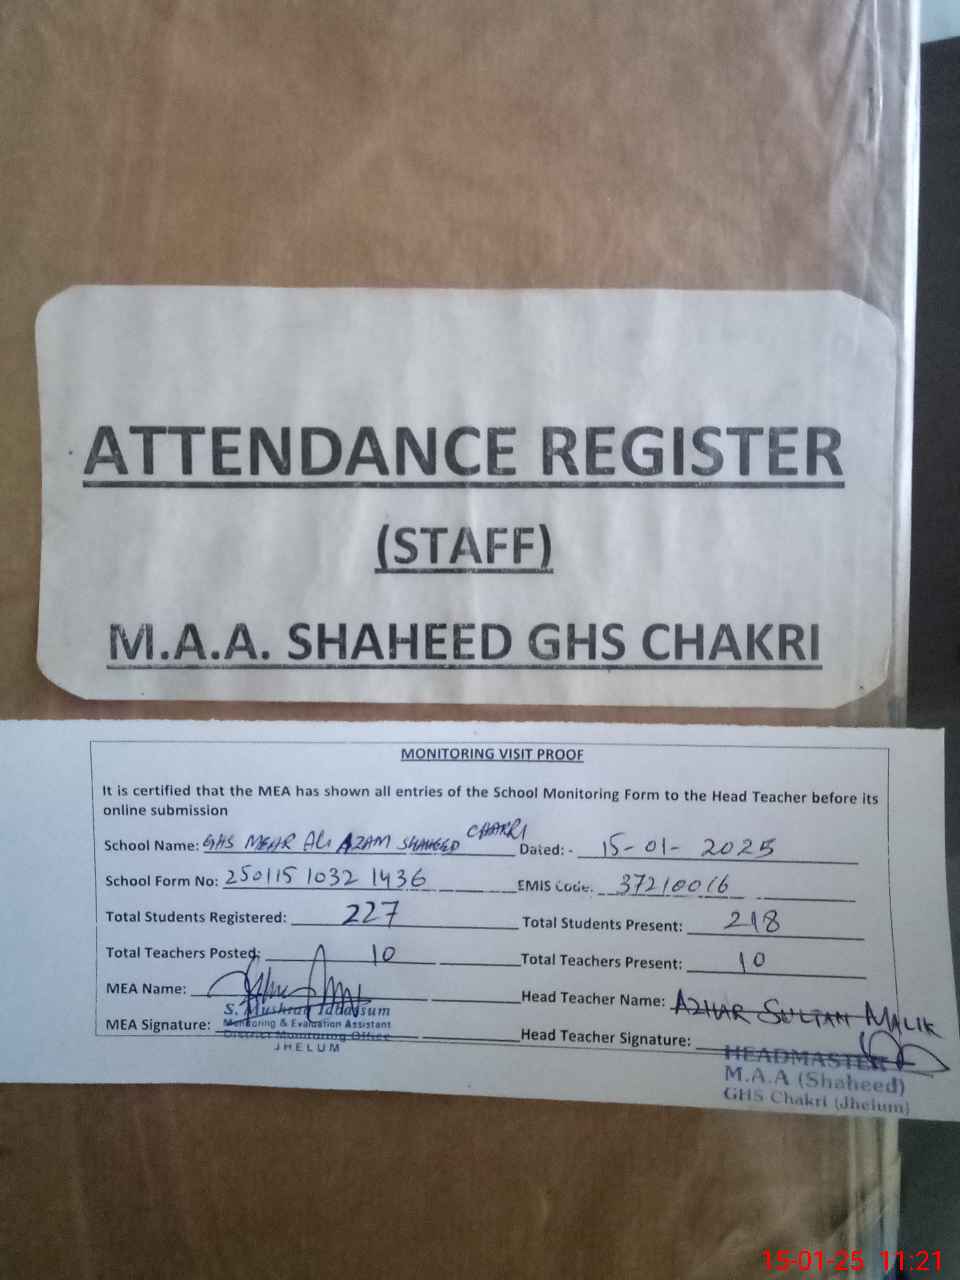 ATTENDANCE REGISTER
(STAFF)
M.A.A. SHAHEED GHS CHAKRI
MONITORING VISIT PROOF
It is certified that the MEA has shown all entries of the School Monitoring Form to the Head Teacher before its
online submission
School Name: GHS MEHR Ali AZAM SHAHEED CHAKRI Dated: - 15-01-2025
School Form No: 250115 1032 1436 EMIS Code: 37210016
Total Students Registered: 227 Total Students Present: 218
Total Teachers Posted: 10 Total Teachers Present: 10
MEA Name: Head Teacher Name: AZHAR SULTAN MALIK
S. Mushraf
MEA Signature: Monitoring & Evaluation Assistant Head Teacher Signature:
District Monitoring Office
JHELUM
HEADMASTER
M.A.A (Shaheed)
GHS Chakri (Jhelum)
15-01-25 11:21